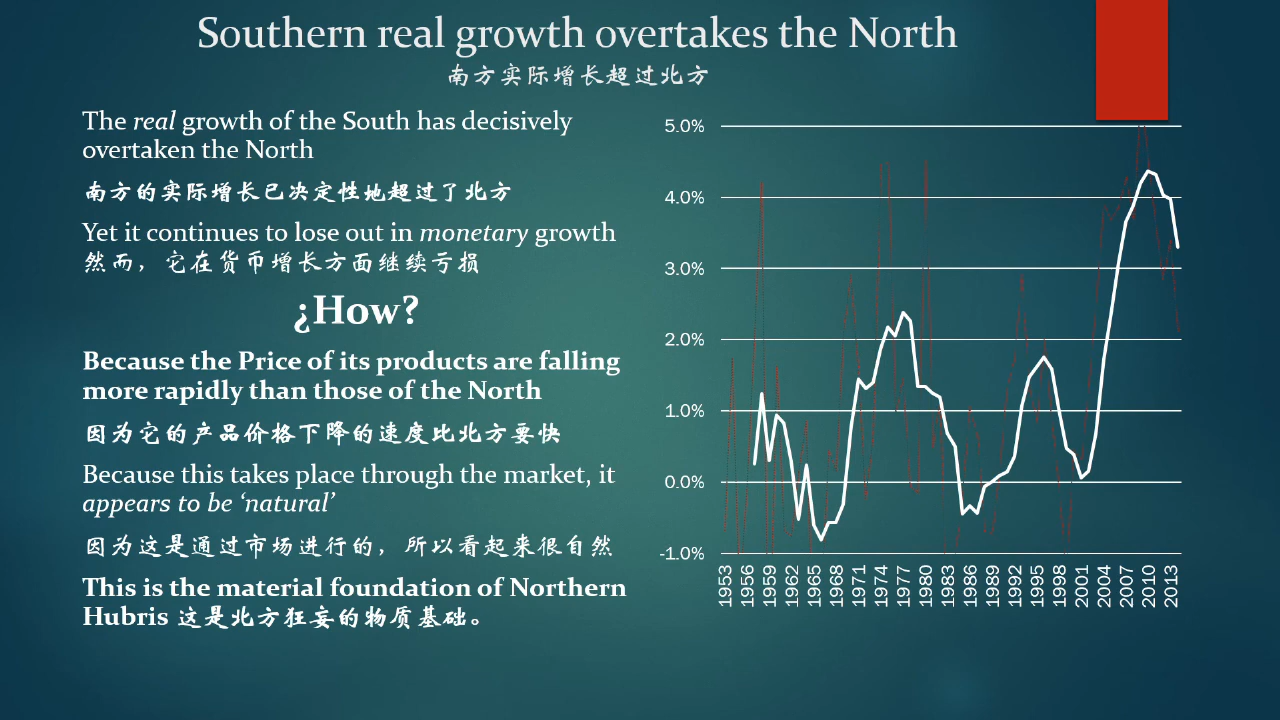 Southern real growth overtakes the North
南方实际增长超过北方
The real growth of the South has decisively
overtaken the North
南方的实际增长已决定性地超过了北方
Yet it continues to lose out in monetary growth
然而，它在货币增长方面继续亏损
¿How?
Because the Price of its products are falling
more rapidly than those of the North
因为它的产品价格下降的速度比北方要快
Because this takes place through the market, it
appears to be ‘natural’
因为这是通过市场进行的，所以看起来很自然
This is the material foundation of Northern
Hubris 这是北方狂妄的物质基础。
5.0%
4.0%
3.0%
2.0%
1.0%
0.0%
-1.0%
1953
1956
1959
1962
1965
1968
1971
1974
1977
1980
1983
1986
1989
1992
1995
1998
2001
2004
2007
2010
2013